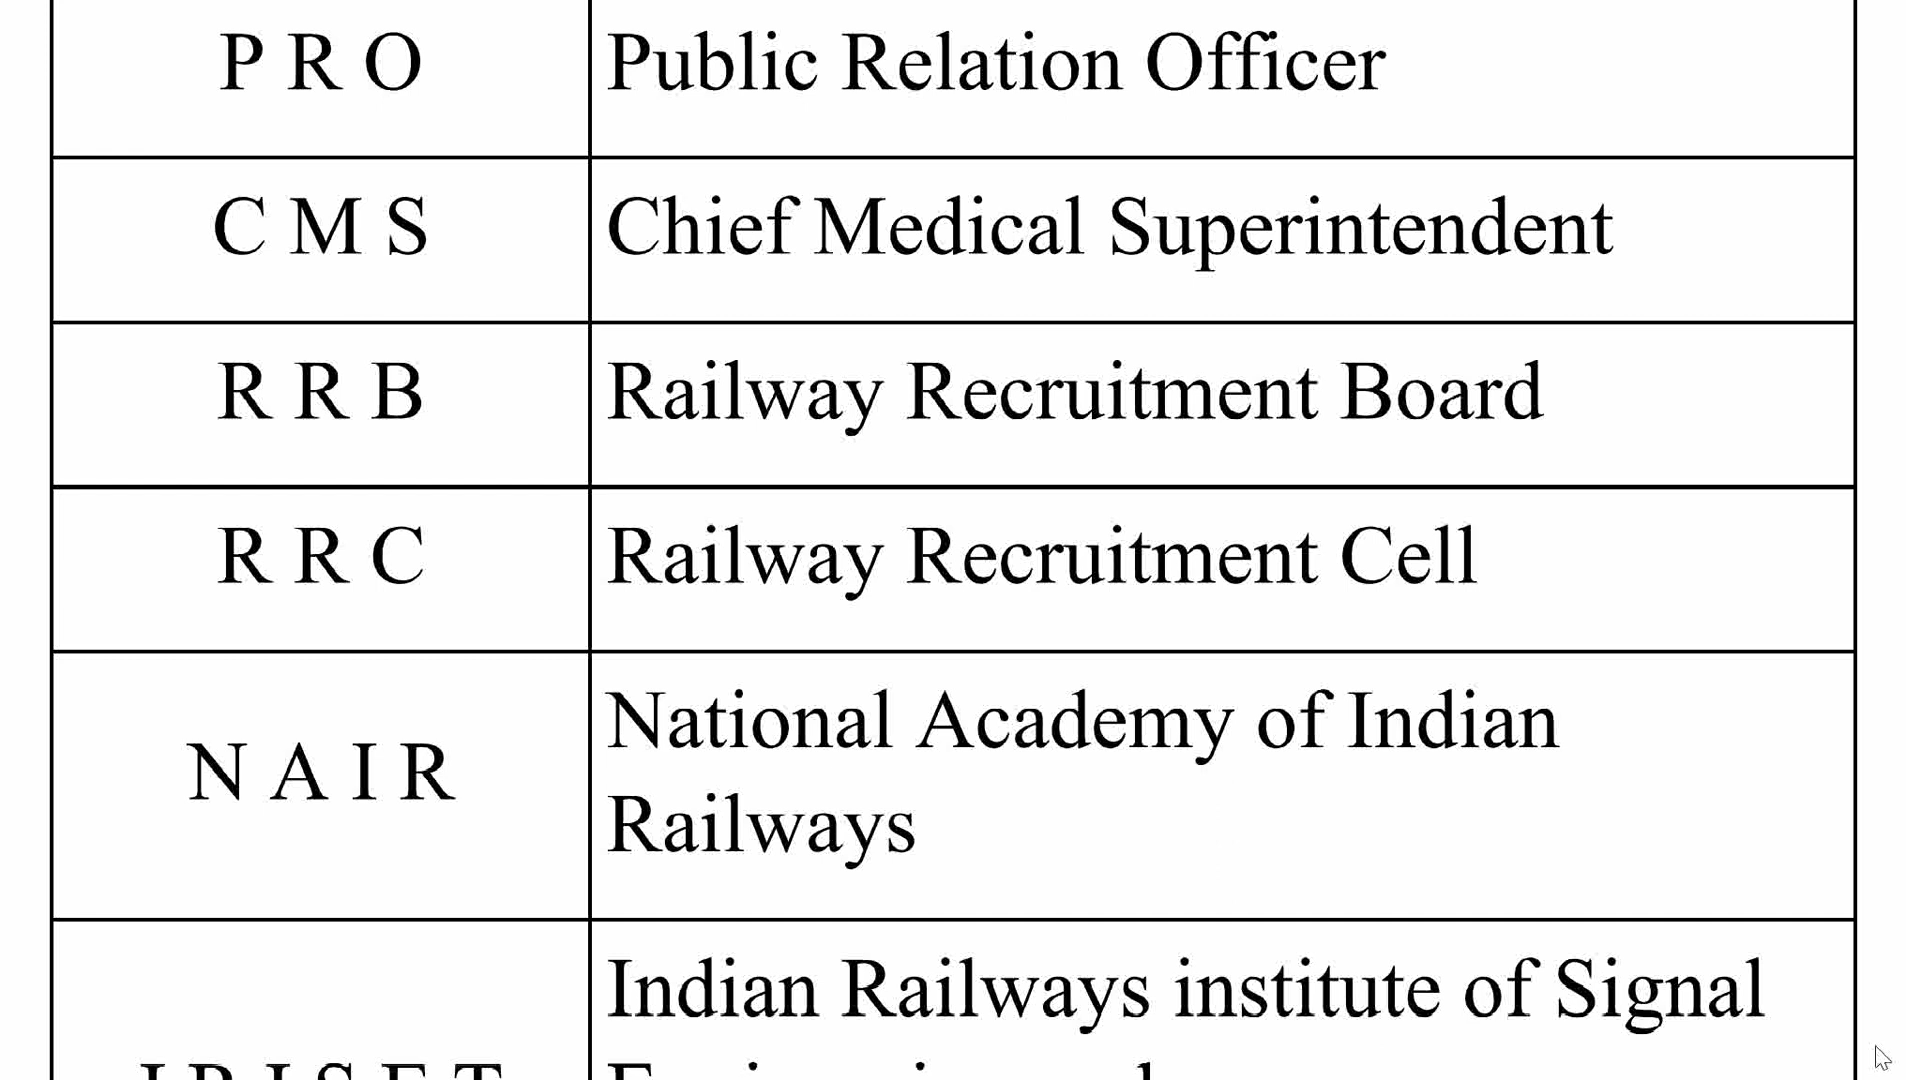 P R O Public Relation Officer
C M S Chief Medical Superintendent
R R B Railway Recruitment Board
R R C Railway Recruitment Cell
N A I R National Academy of Indian
Railways
Indian Railways institute of Signal
I R I S E T